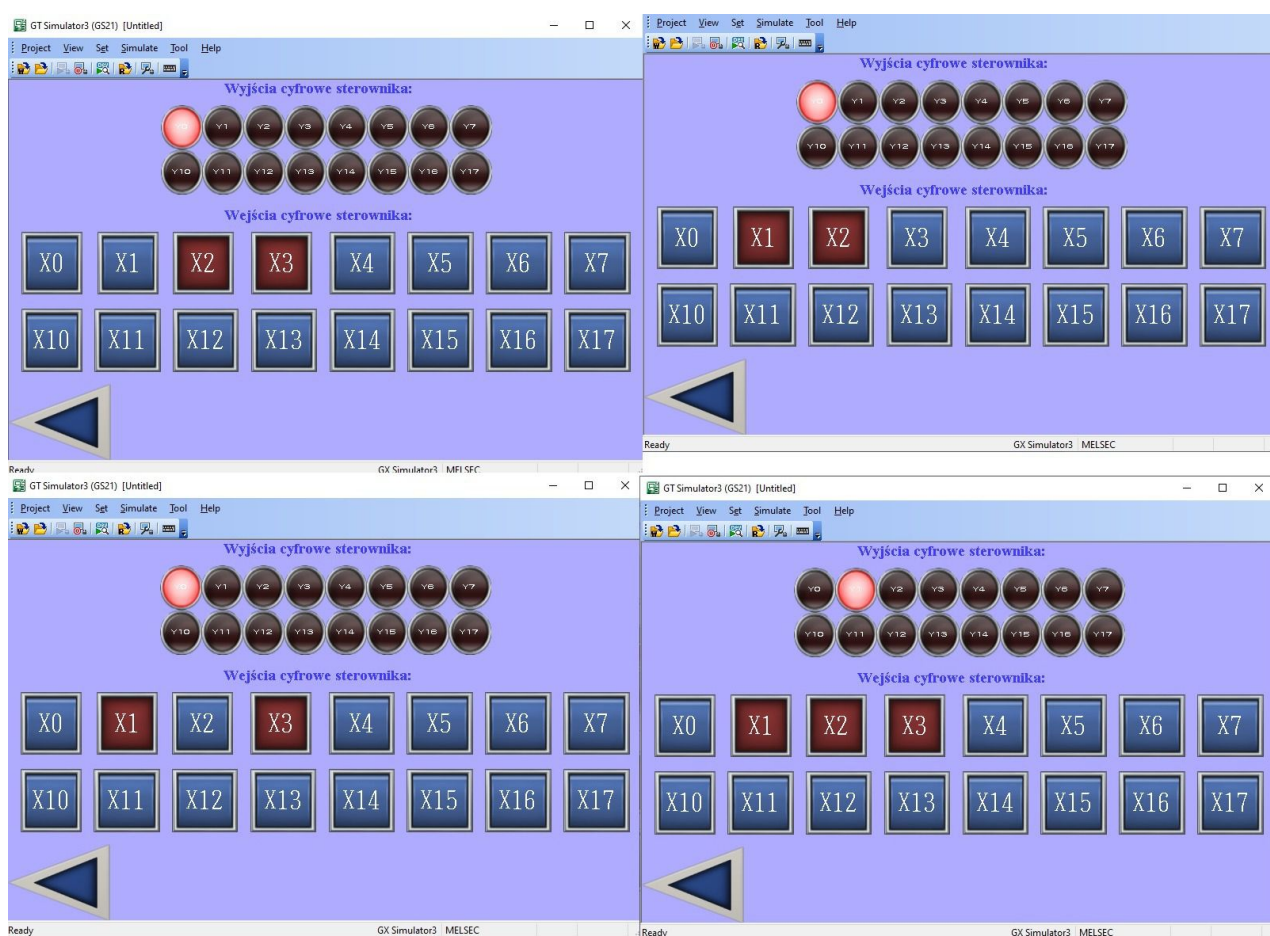 GT Simulator3 (GS21) [Untitled]
Project View Set Simulate Tool Help
Wyjścia cyfrowe sterownika:
Y0 Y1 Y2 Y3 Y4 Y5 Y6 Y7
Y10 Y11 Y12 Y13 Y14 Y15 Y16 Y17
Wejścia cyfrowe sterownika:
X0 X1 X2 X3 X4 X5 X6 X7
X10 X11 X12 X13 X14 X15 X16 X17
Ready GX Simulator3 MELSEC
Project View Set Simulate Tool Help
Wyjścia cyfrowe sterownika:
Y0 Y1 Y2 Y3 Y4 Y5 Y6 Y7
Y10 Y11 Y12 Y13 Y14 Y15 Y16 Y17
Wejścia cyfrowe sterownika:
X0 X1 X2 X3 X4 X5 X6 X7
X10 X11 X12 X13 X14 X15 X16 X17
Ready GX Simulator3 MELSEC
GT Simulator3 (GS21) [Untitled]
Project View Set Simulate Tool Help
Wyjścia cyfrowe sterownika:
Y0 Y1 Y2 Y3 Y4 Y5 Y6 Y7
Y10 Y11 Y12 Y13 Y14 Y15 Y16 Y17
Wejścia cyfrowe sterownika:
X0 X1 X2 X3 X4 X5 X6 X7
X10 X11 X12 X13 X14 X15 X16 X17
Ready GX Simulator3 MELSEC
GT Simulator3 (GS21) [Untitled]
Project View Set Simulate Tool Help
Wyjścia cyfrowe sterownika:
Y0 Y2 Y3 Y4 Y5 Y6 Y7
Y10 Y11 Y12 Y13 Y14 Y15 Y16 Y17
Wejścia cyfrowe sterownika:
X0 X1 X2 X3 X4 X5 X6 X7
X10 X11 X12 X13 X14 X15 X16 X17
Ready GX Simulator3 MELSEC